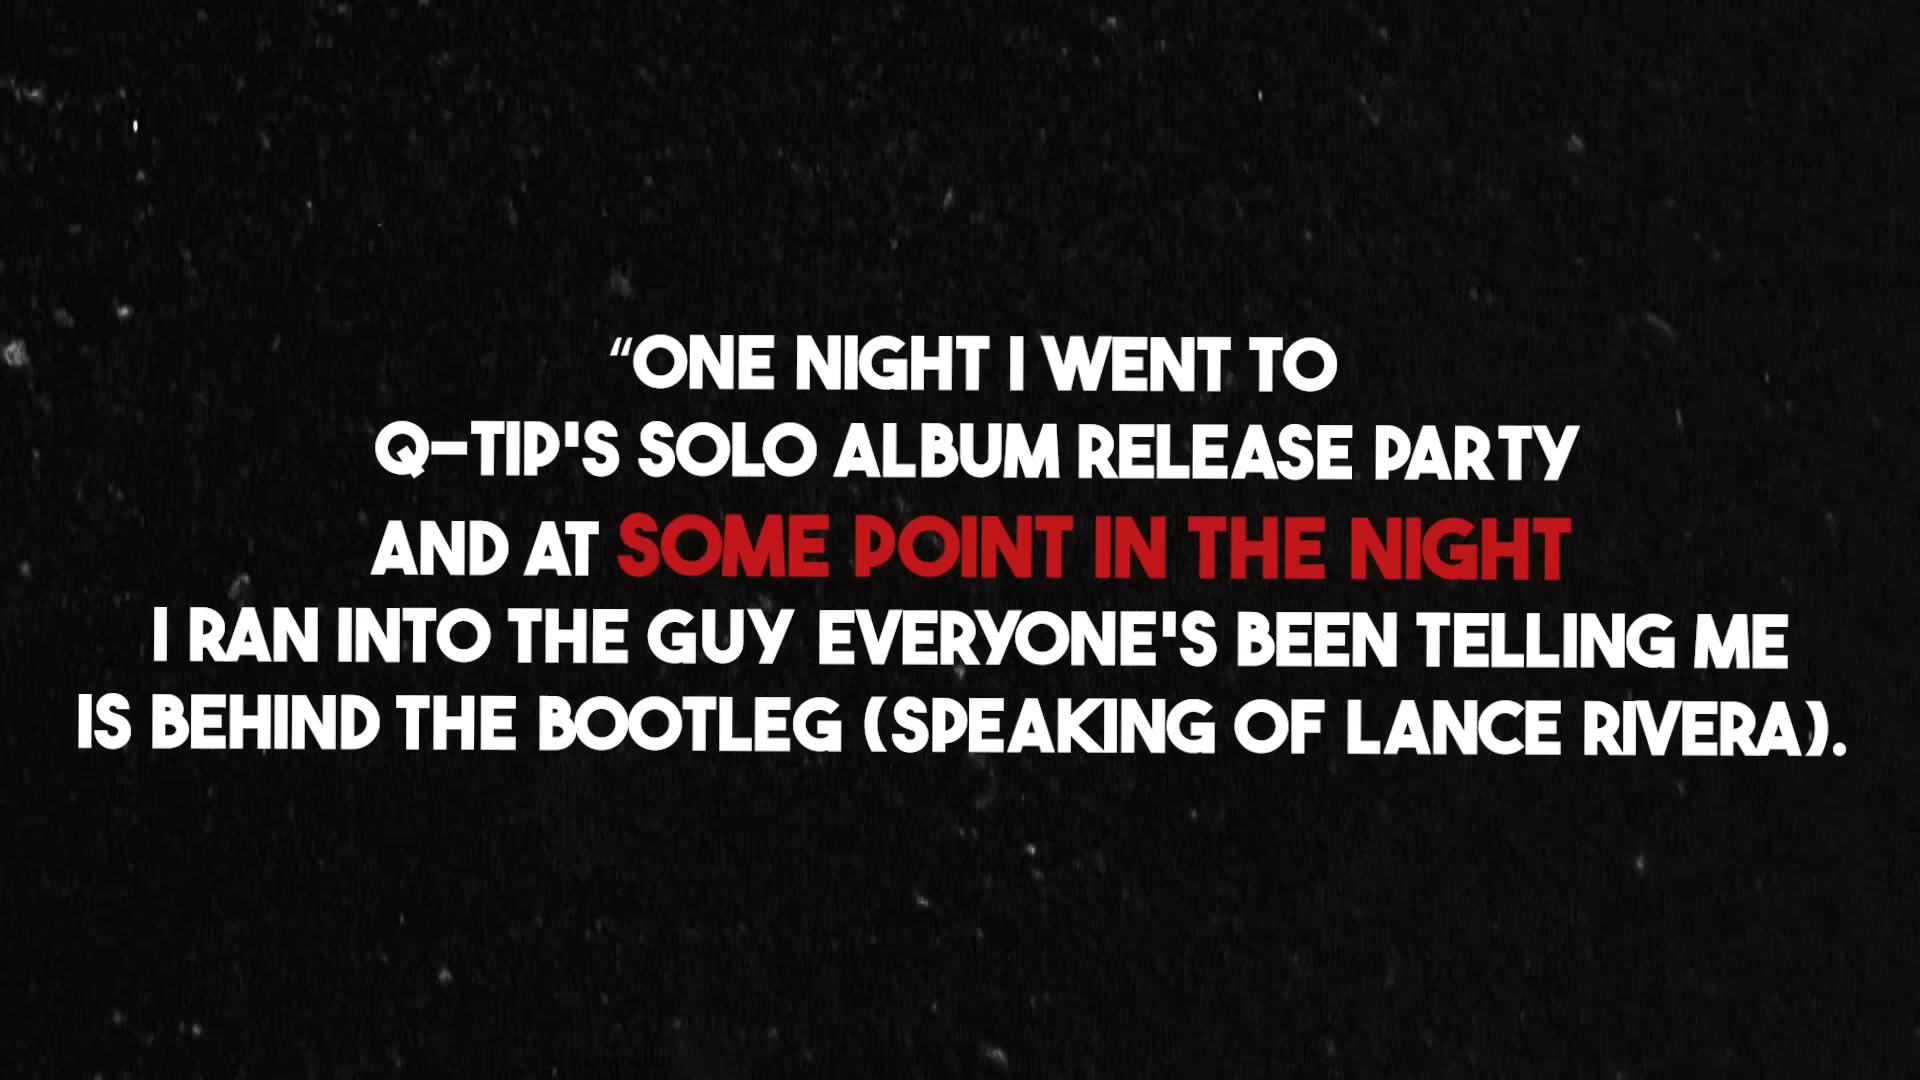 “ONE NIGHT I WENT TO
Q-TIP'S SOLO ALBUM RELEASE PARTY
AND AT SOME POINT IN THE NIGHT
I RAN INTO THE GUY EVERYONE'S BEEN TELLING ME
IS BEHIND THE BOOTLEG (SPEAKING OF LANCE RIVERA).